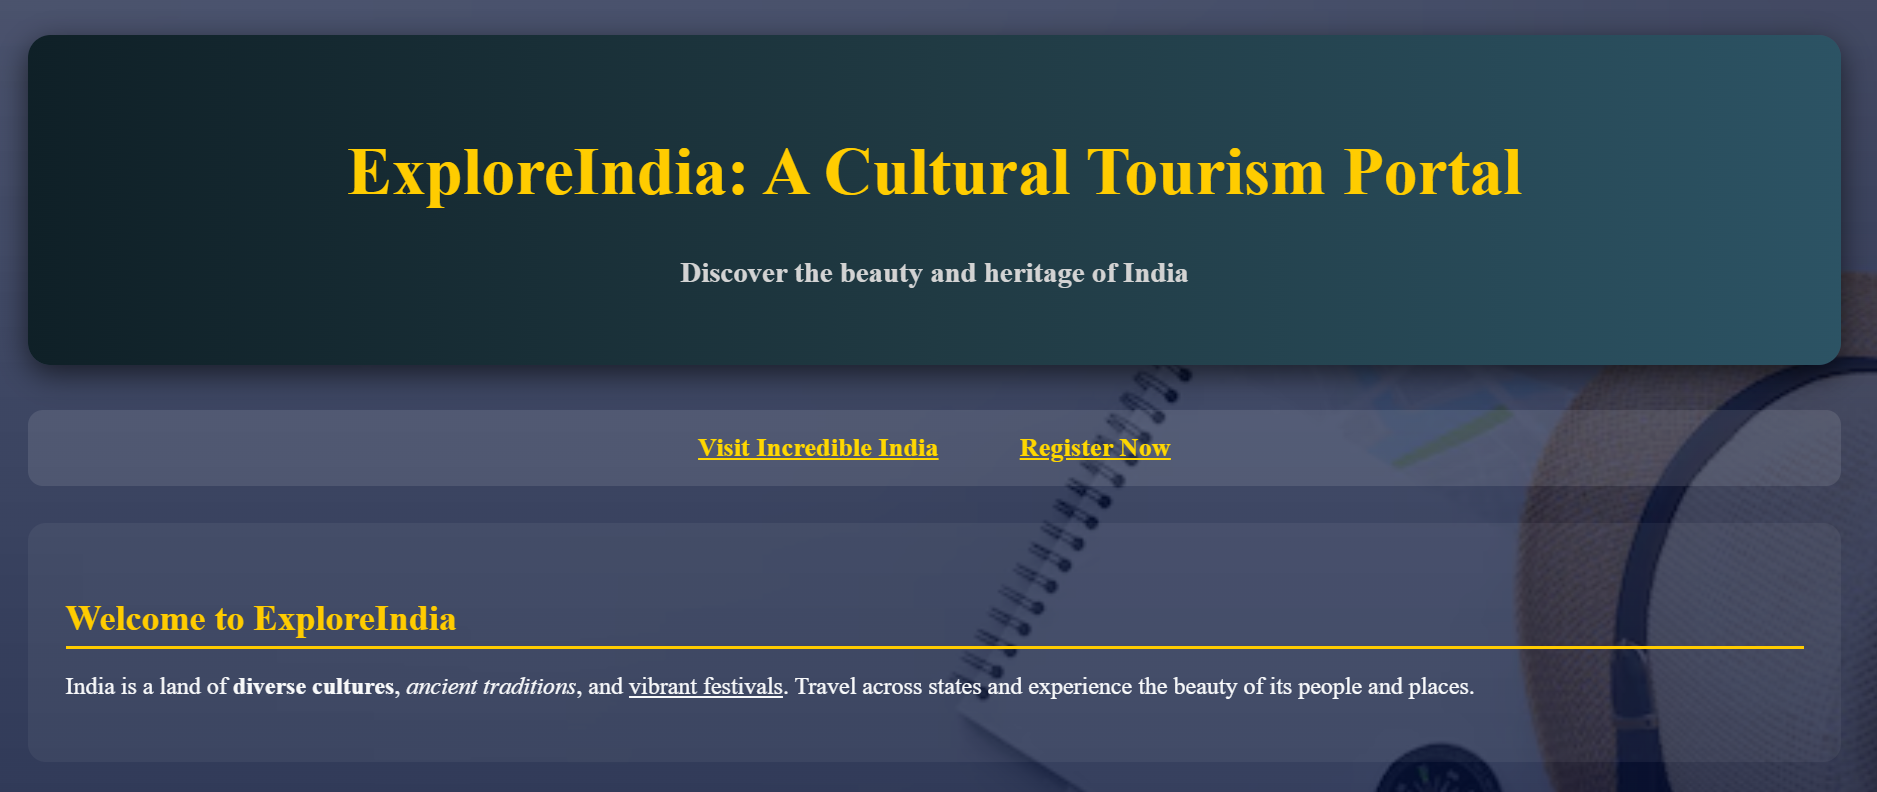 ExploreIndia: A Cultural Tourism Portal
Discover the beauty and heritage of India
Visit Incredible India Register Now
Welcome to ExploreIndia
India is a land of diverse cultures, ancient traditions, and vibrant festivals. Travel across states and experience the beauty of its people and places.